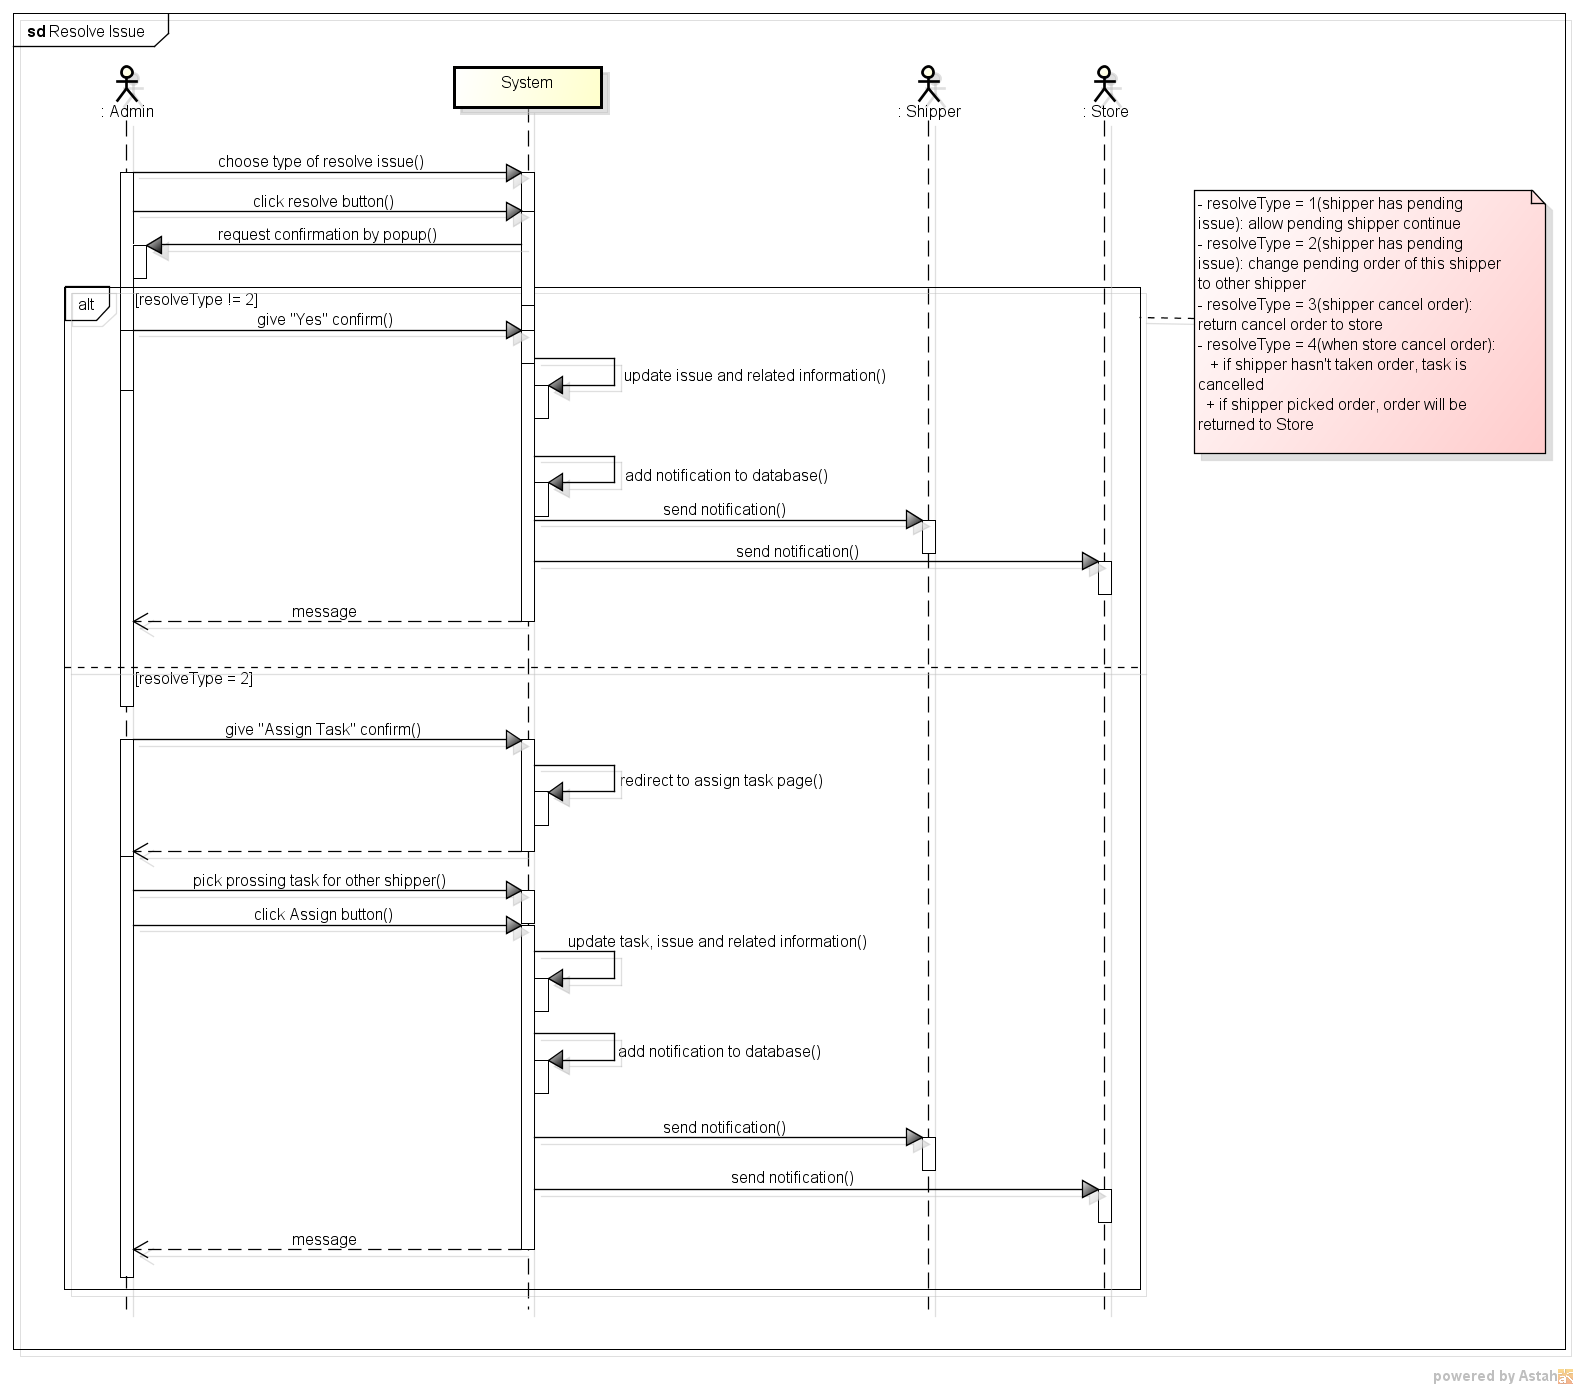 sd Resolve Issue
: Admin
System
: Shipper
: Store
choose type of resolve issue()
click resolve button()
request confirmation by popup()
- resolveType = 1(shipper has pending
issue): allow pending shipper continue
- resolveType = 2(shipper has pending
issue): change pending order of this shipper
to other shipper
- resolveType = 3(shipper cancel order):
return cancel order to store
- resolveType = 4(when store cancel order):
+ if shipper hasn't taken order, task is
cancelled
+ if shipper picked order, order will be
returned to Store
alt
[resolveType != 2]
give "Yes" confirm()
update issue and related information()
add notification to database()
send notification()
send notification()
message
[resolveType = 2]
give "Assign Task" confirm()
redirect to assign task page()
pick prossing task for other shipper()
click Assign button()
update task, issue and related information()
add notification to database()
send notification()
send notification()
message
powered by Astah